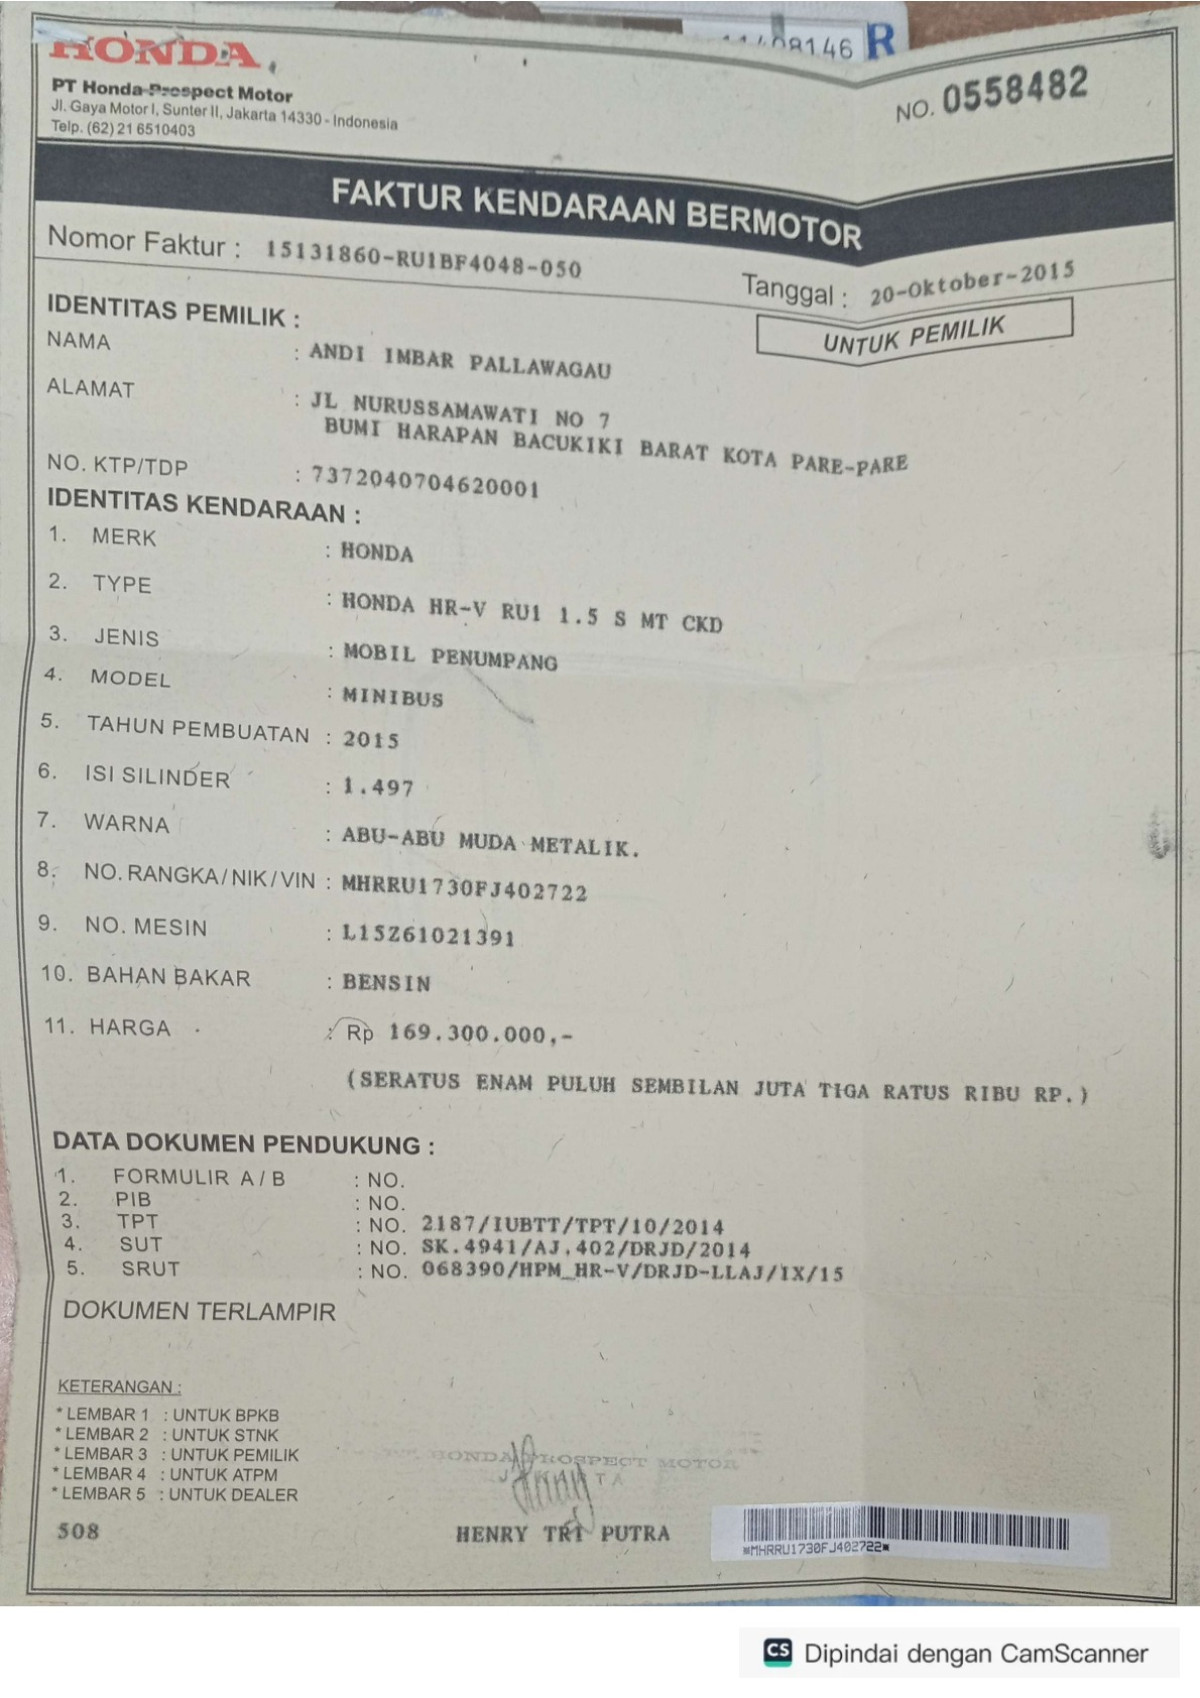 HONDA
11408146 R
PT Honda Prospect Motor
Jl. Gaya Motor I, Sunter II, Jakarta 14330 - Indonesia
Telp. (62) 21 6510403
NO. 0558482
FAKTUR KENDARAAN BERMOTOR
Nomor Faktur : 15131860-RU1BF4048-050
Tanggal : 20-Oktober-2015
UNTUK PEMILIK
IDENTITAS PEMILIK :
NAMA : ANDI IMBAR PALLAWAGAU
ALAMAT : JL NURUSSAMAWATI NO 7
BUMI HARAPAN BACUKIKI BARAT KOTA PARE-PARE
NO. KTP/TDP : 7372040704620001
IDENTITAS KENDARAAN :
1. MERK : HONDA
2. TYPE : HONDA HR-V RU1 1.5 S MT CKD
3. JENIS : MOBIL PENUMPANG
4. MODEL : MINIBUS
5. TAHUN PEMBUATAN : 2015
6. ISI SILINDER : 1.497
7. WARNA : ABU-ABU MUDA METALIK.
8. NO. RANGKA/NIK/VIN : MHRRU1730FJ402722
9. NO. MESIN : L15Z61021391
10. BAHAN BAKAR : BENSIN
11. HARGA : Rp 169.300.000,-
(SERATUS ENAM PULUH SEMBILAN JUTA TIGA RATUS RIBU RP.)
DATA DOKUMEN PENDUKUNG :
1. FORMULIR A / B : NO.
2. PIB : NO.
3. TPT : NO. 2187/IUBTT/TPT/10/2014
4. SUT : NO. SK.4941/AJ.402/DRJD/2014
5. SRUT : NO. 068390/HPM_HR-V/DRJD-LLAJ/IX/15
DOKUMEN TERLAMPIR
KETERANGAN :
* LEMBAR 1 : UNTUK BPKB
* LEMBAR 2 : UNTUK STNK
* LEMBAR 3 : UNTUK PEMILIK
* LEMBAR 4 : UNTUK ATPM
* LEMBAR 5 : UNTUK DEALER
HONDA PROSPECT MOTOR
508
HENRY TRI PUTRA
*MHRRU1730FJ402722*
CS Dipindai dengan CamScanner